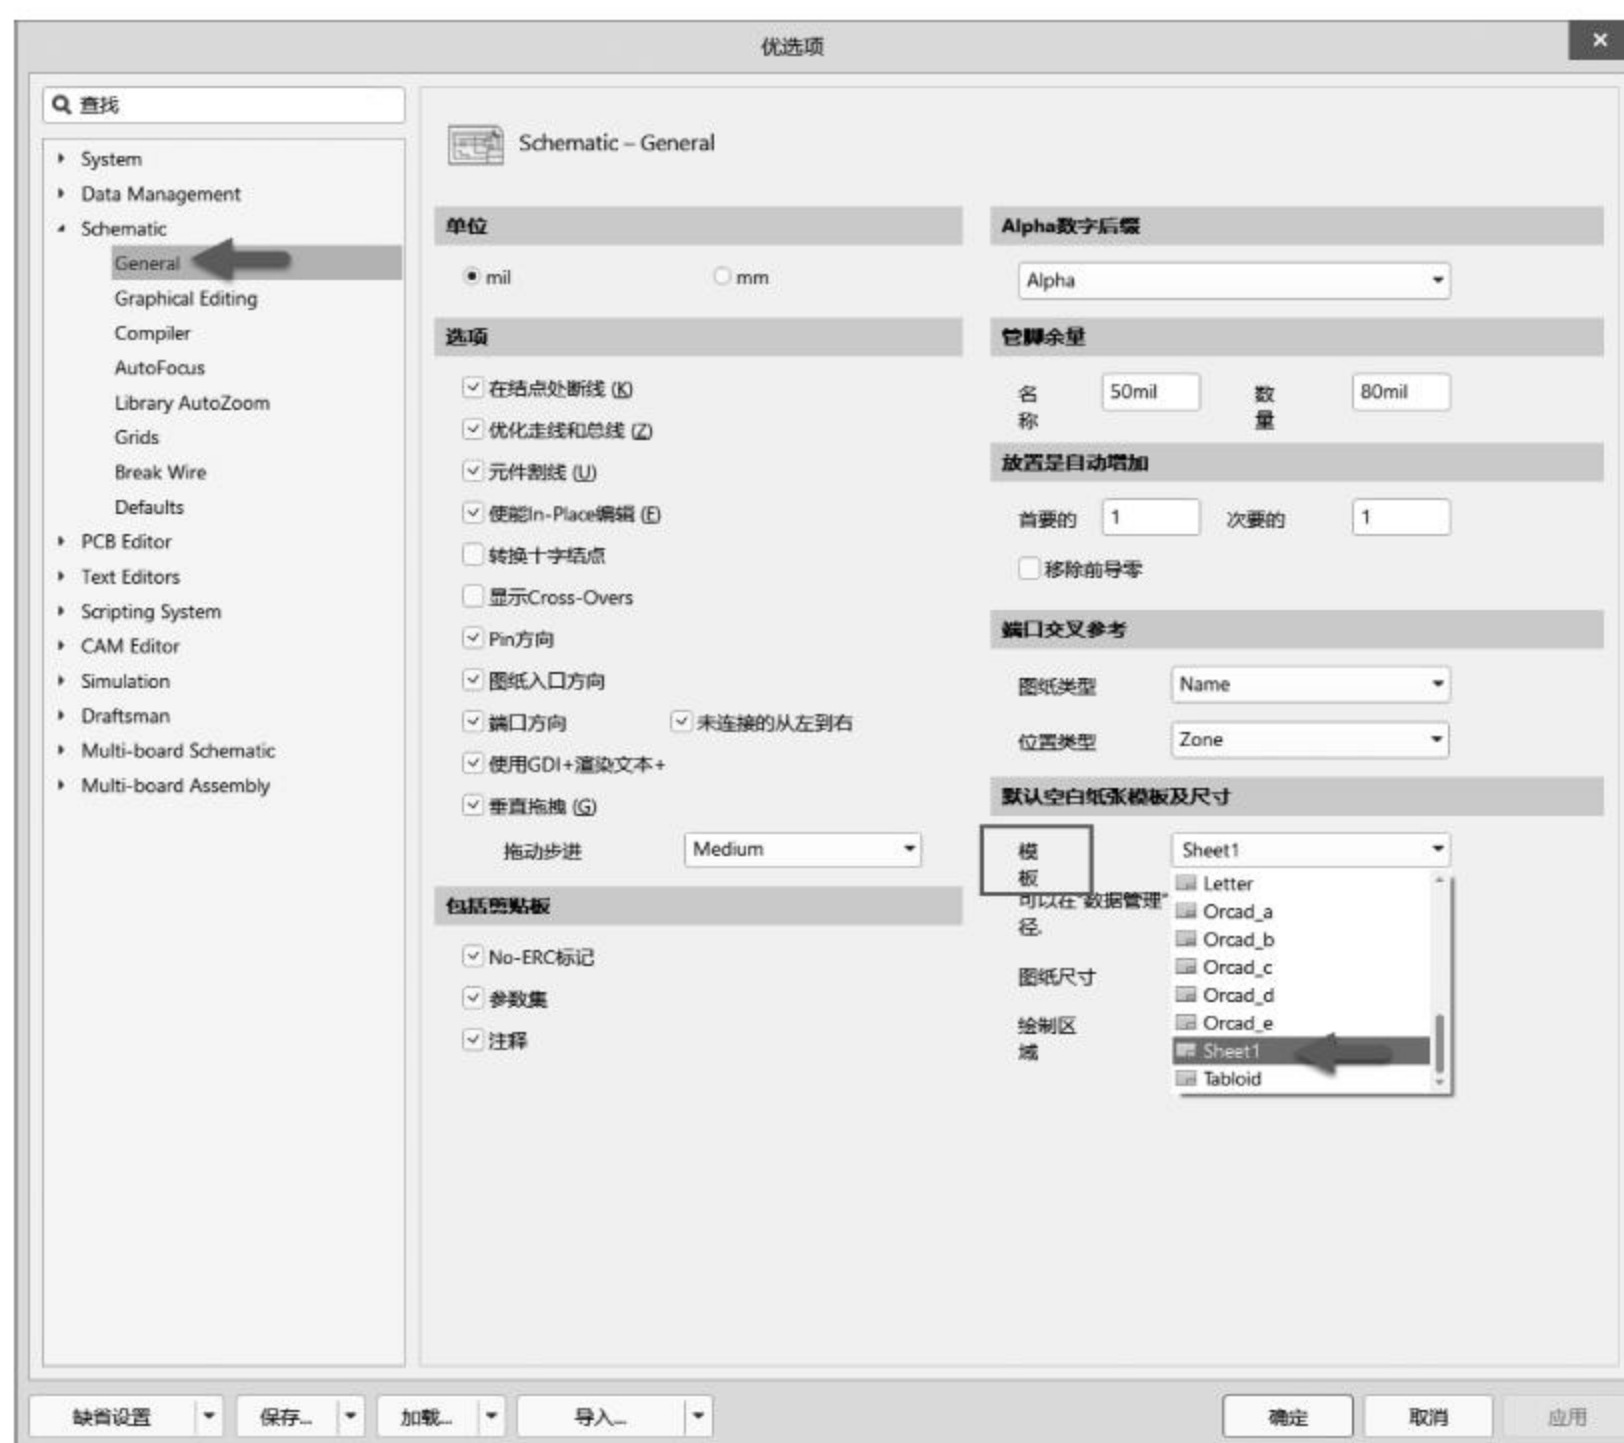 优选项
查找
System
Data Management
Schematic
General
Graphical Editing
Compiler
AutoFocus
Library AutoZoom
Grids
Break Wire
Defaults
PCB Editor
Text Editors
Scripting System
CAM Editor
Simulation
Draftsman
Multi-board Schematic
Multi-board Assembly
Schematic – General
单位
mil mm
选项
在结点处断线 (K)
优化走线和总线 (Z)
元件割线 (U)
使能In-Place编辑 (E)
转换十字结点
显示Cross-Overs
Pin方向
图纸入口方向
端口方向 未连接的从左到右
使用GDI+渲染文本+
垂直拖拽 (G)
拖动步进 Medium
包括剪贴板
No-ERC标记
参数集
注释
Alpha数字后缀
Alpha
管脚余量
名称 50mil 数量 80mil
放置是自动增加
首要的 1 次要的 1
移除前导零
端口交叉参考
图纸类型 Name
位置类型 Zone
默认空白纸张模板及尺寸
模板 Sheet1
可以在"数据管理"
径.
图纸尺寸
绘制区域
Letter
Orcad_a
Orcad_b
Orcad_c
Orcad_d
Orcad_e
Sheet1
Tabloid
缺省设置 保存... 加载... 导入... 确定 取消 应用